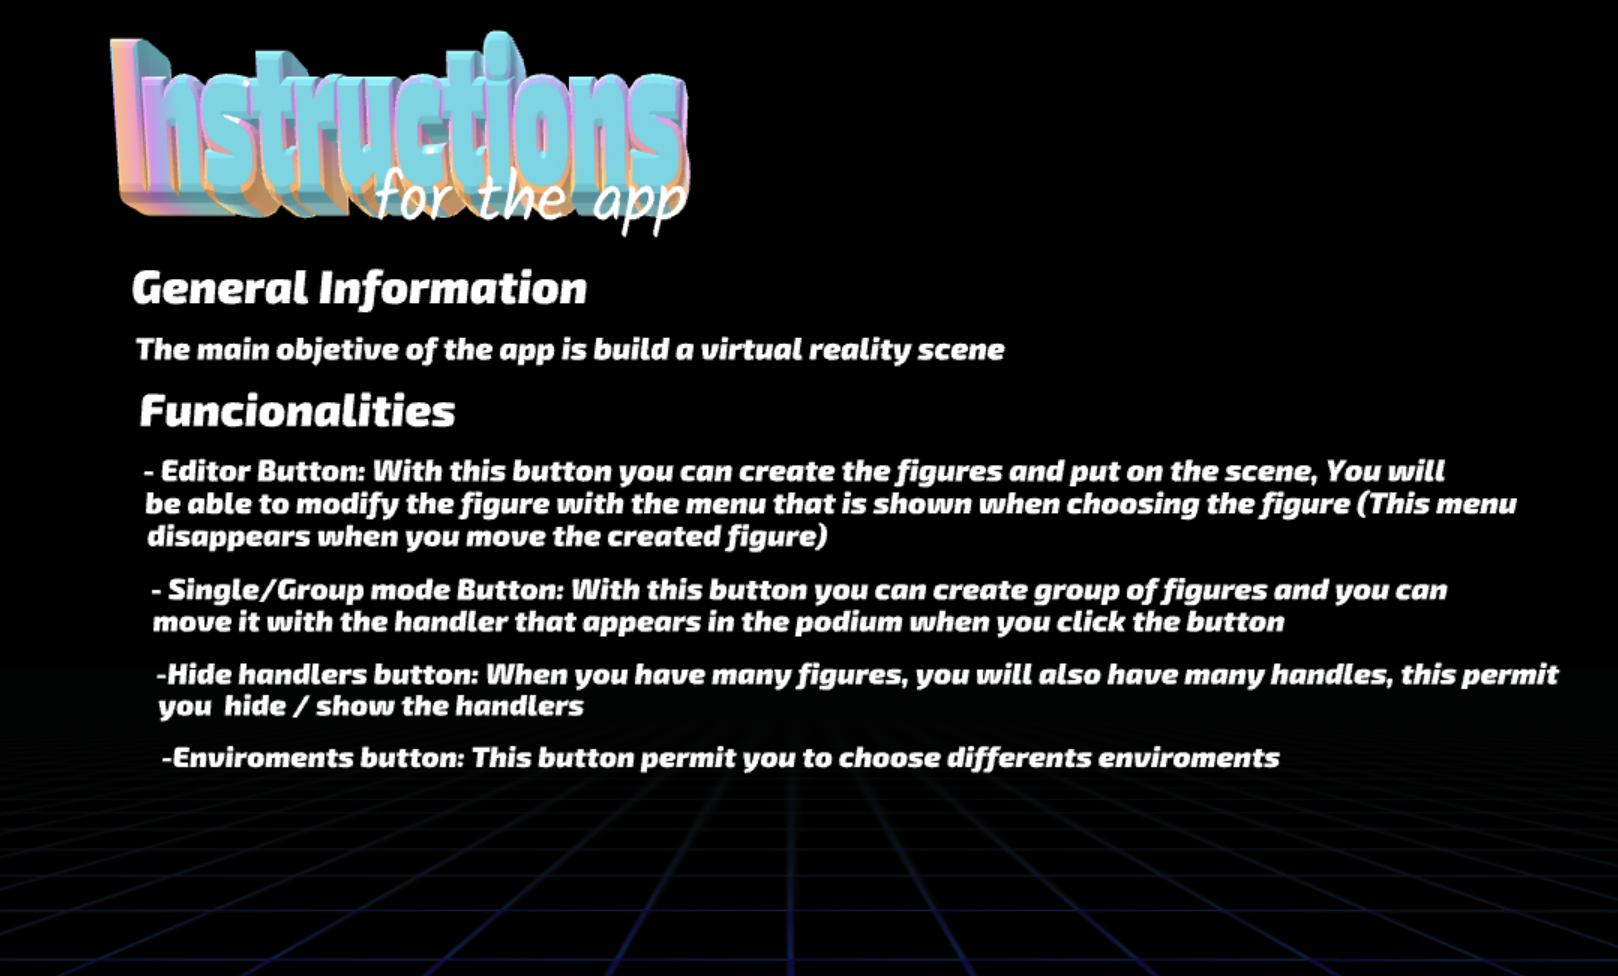 Instructions
for the app
General Information
The main objetive of the app is build a virtual reality scene
Funcionalities
- Editor Button: With this button you can create the figures and put on the scene, You will
be able to modify the figure with the menu that is shown when choosing the figure (This menu
disappears when you move the created figure)
- Single/Group mode Button: With this button you can create group of figures and you can
move it with the handler that appears in the podium when you click the button
-Hide handlers button: When you have many figures, you will also have many handles, this permit
you  hide / show the handlers
-Enviroments button: This button permit you to choose differents enviroments